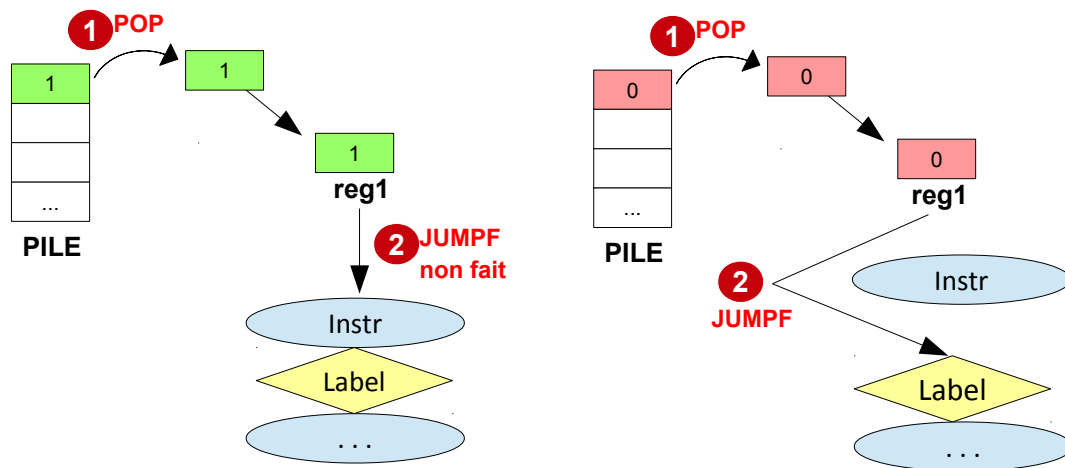 1 POP
1
1
1
...
reg1
PILE
2 JUMPF
non fait
Instr
Label
. . .
1 POP
0
0
0
...
reg1
PILE
2
JUMPF
Instr
Label
. . .